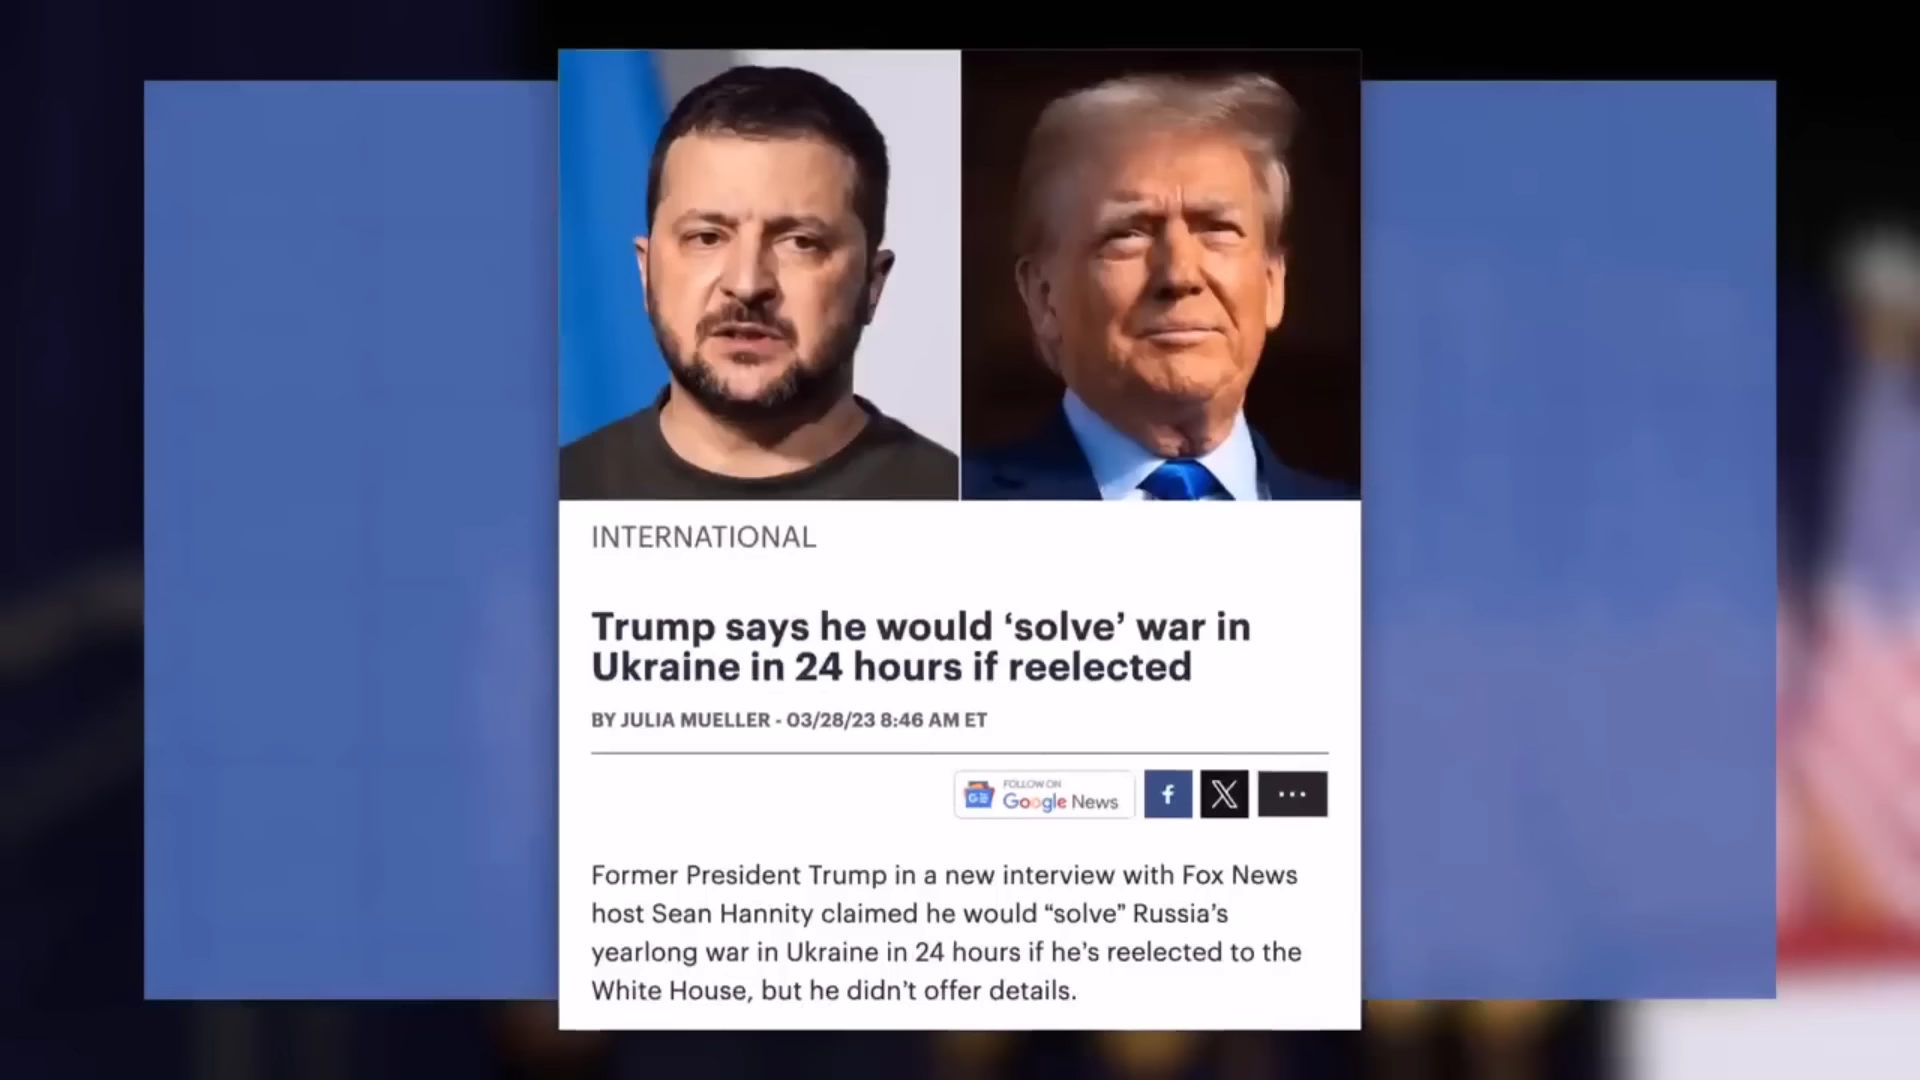 INTERNATIONAL
Trump says he would ‘solve’ war in
Ukraine in 24 hours if reelected
BY JULIA MUELLER - 03/28/23 8:46 AM ET
FOLLOW ON
Google News
f
X
...
Former President Trump in a new interview with Fox News
host Sean Hannity claimed he would “solve” Russia’s
yearlong war in Ukraine in 24 hours if he’s reelected to the
White House, but he didn’t offer details.